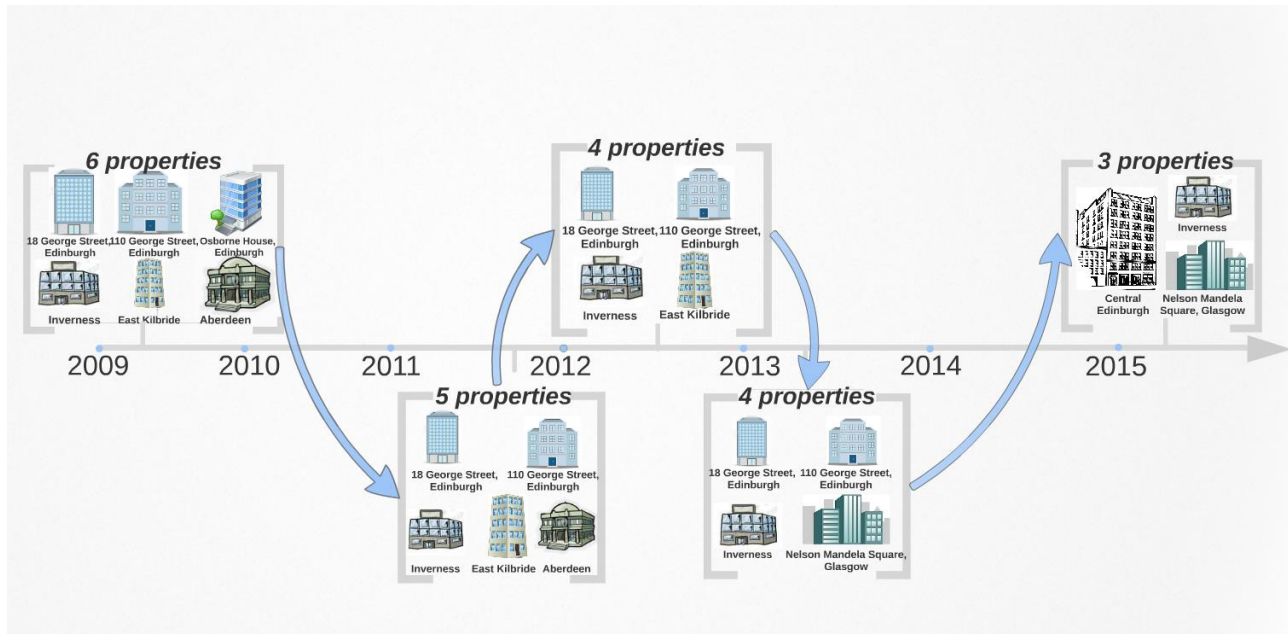 6 properties
18 George Street,
Edinburgh
110 George Street,
Edinburgh
Osborne House,
Edinburgh
Inverness
East Kilbride
Aberdeen
4 properties
18 George Street,
Edinburgh
110 George Street,
Edinburgh
Inverness
East Kilbride
3 properties
Inverness
Central
Edinburgh
Nelson Mandela
Square, Glasgow
2009
2010
2011
2012
2013
2014
2015
5 properties
18 George Street,
Edinburgh
110 George Street,
Edinburgh
Inverness
East Kilbride
Aberdeen
4 properties
18 George Street,
Edinburgh
110 George Street,
Edinburgh
Inverness
Nelson Mandela Square,
Glasgow